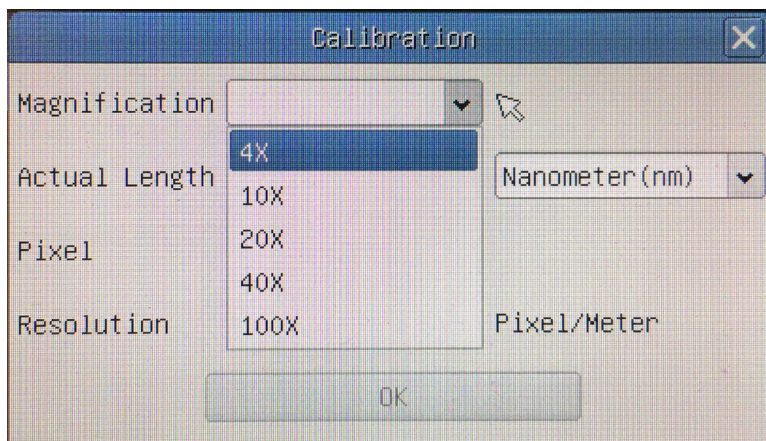 Calibration
Magnification
4X
Actual Length
Nanometer(nm)
10X
20X
Pixel
40X
Resolution
100X
Pixel/Meter
OK